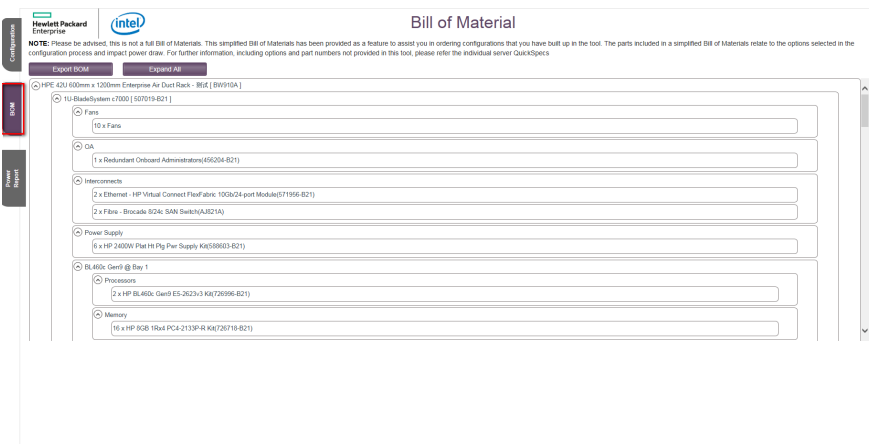 Configuration
BOM
Power Report
Hewlett Packard
Enterprise
(intel)
Bill of Material
NOTE: Please be advised, this is not a full Bill of Materials. This simplified Bill of Materials has been provided as a feature to assist you in ordering configurations that you have built up in the tool. The parts included in a simplified Bill of Materials relate to the options selected in the
configuration process and impact power draw. For further information, including options and part numbers not provided in this tool, please refer the individual server QuickSpecs
Export BOM Expand All
HPE 42U 600mm x 1200mm Enterprise Air Duct Rack - 测试 [ BW910A ]
1U-BladeSystem c7000 [ 507019-B21 ]
Fans
10 x Fans
OA
1 x Redundant Onboard Administrators(456204-B21)
Interconnects
2 x Ethernet - HP Virtual Connect FlexFabric 10Gb/24-port Module(571956-B21)
2 x Fibre - Brocade 8/24c SAN Switch(AJ821A)
Power Supply
6 x HP 2400W Plat Ht Plg Pwr Supply Kit(588603-B21)
BL460c Gen9 @ Bay 1
Processors
2 x HP BL460c Gen9 E5-2623v3 Kit(726996-B21)
Memory
16 x HP 8GB 1Rx4 PC4-2133P-R Kit(726718-B21)